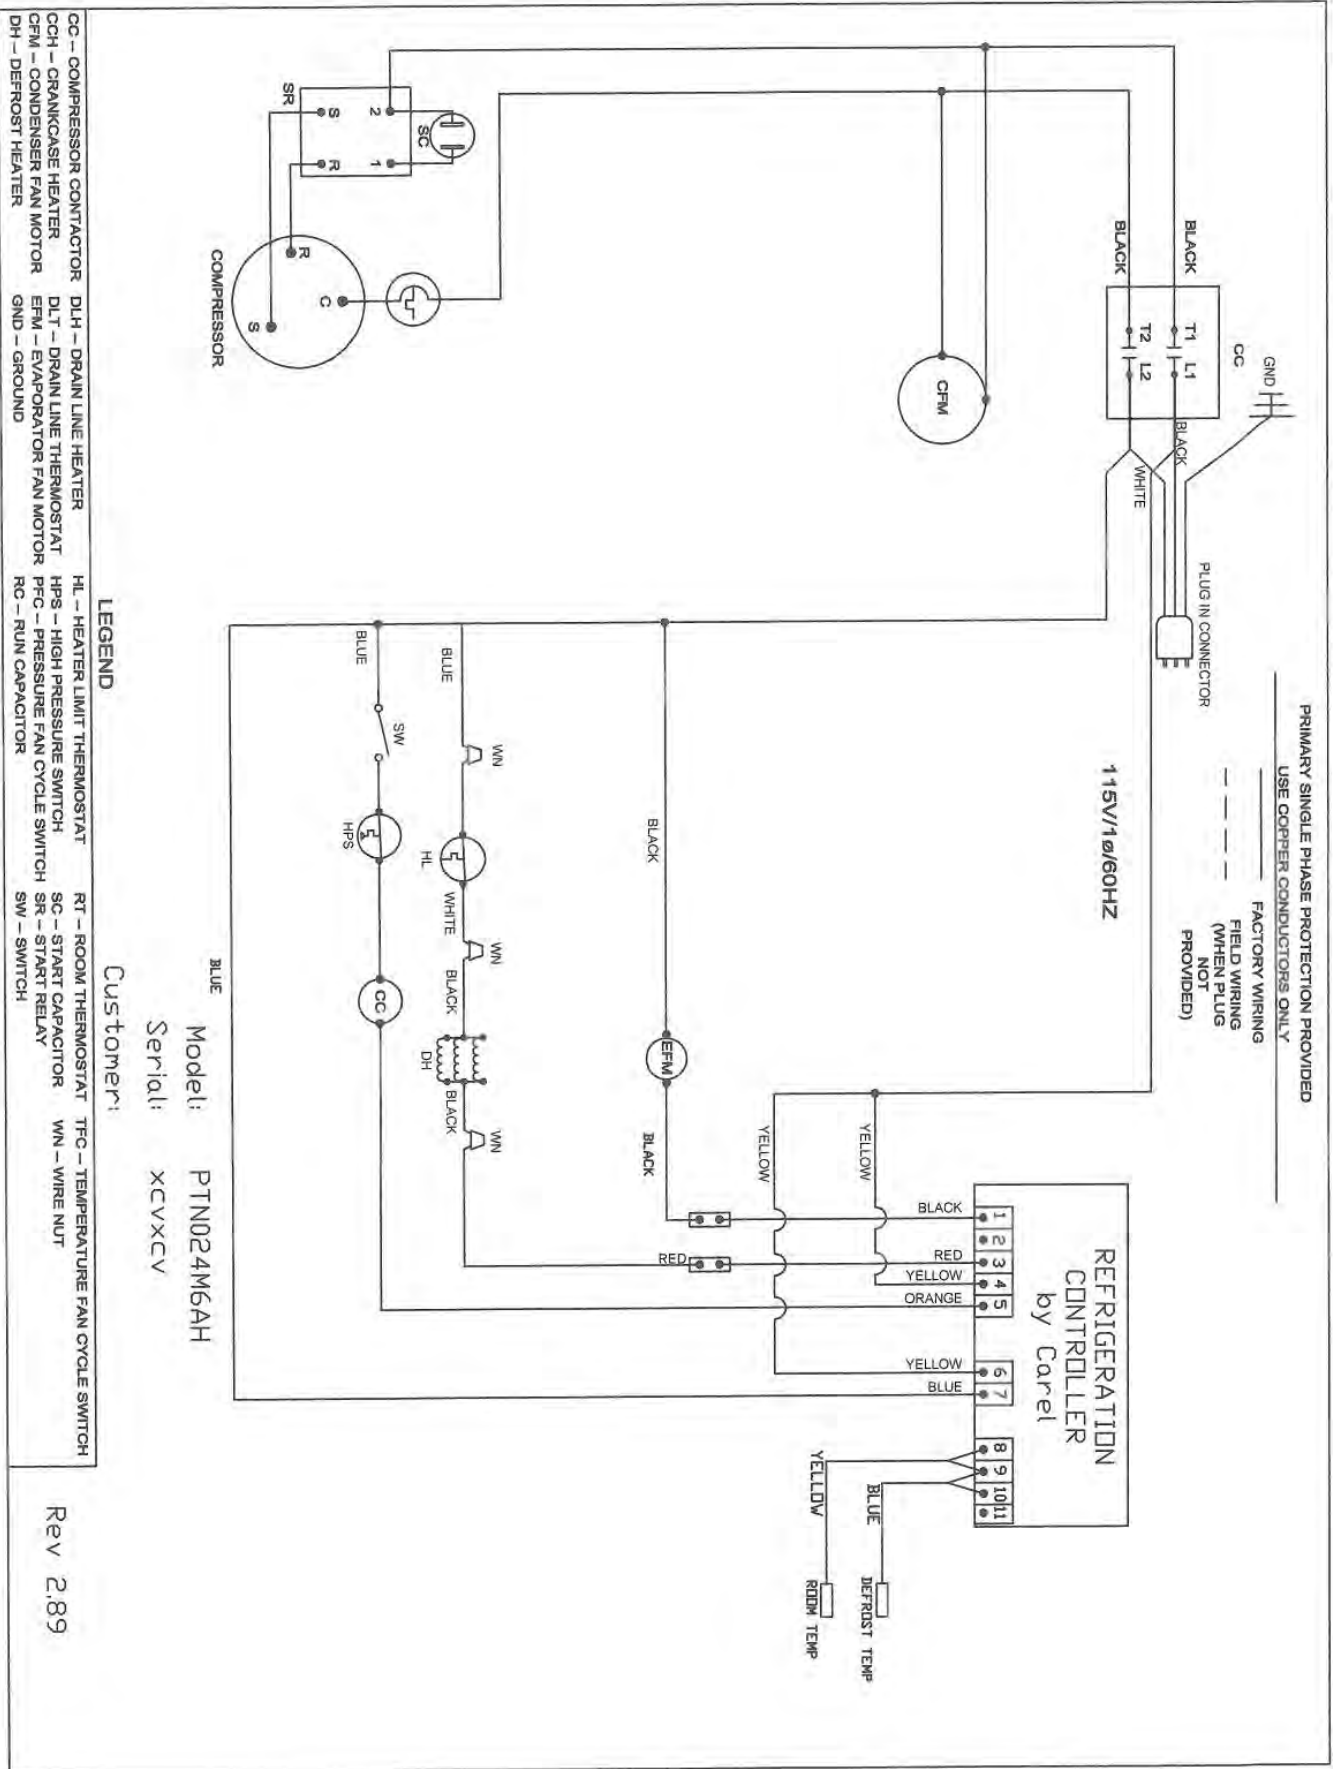 PRIMARY SINGLE PHASE PROTECTION PROVIDED
USE COPPER CONDUCTORS ONLY
FACTORY WIRING
FIELD WIRING
(WHEN PLUG
NOT
PROVIDED)
115V/1ø/60HZ
PLUG IN CONNECTOR
GND
CC
T1 L1
T2 L2
BLACK
BLACK
BLACK
WHITE
CFM
SC
2 1
S R
SR
R
C
S
COMPRESSOR
REFRIGERATION
CONTROLLER
by Carel
1 2 3 4 5 6 7 8 9 10 11
BLACK
RED
YELLOW
ORANGE
YELLOW
BLUE
YELLOW
YELLOW
BLUE
DEFROST TEMP
YELLOW
ROOM TEMP
BLACK
EFM
BLACK
RED
BLUE
WN
HL
WHITE
WN
BLACK
DH
BLACK
WN
BLUE
SW
HPS
CC
BLUE
Model: PTN024M6AH
Serial: xcvxcv
Customer:
LEGEND
CC – COMPRESSOR CONTACTOR DLH – DRAIN LINE HEATER HL – HEATER LIMIT THERMOSTAT RT – ROOM THERMOSTAT TFC – TEMPERATURE FAN CYCLE SWITCH
CCH – CRANKCASE HEATER DLT – DRAIN LINE THERMOSTAT HPS – HIGH PRESSURE SWITCH SC – START CAPACITOR WN – WIRE NUT
CFM – CONDENSER FAN MOTOR EFM – EVAPORATOR FAN MOTOR PFC – PRESSURE FAN CYCLE SWITCH SR – START RELAY
DH – DEFROST HEATER GND – GROUND RC – RUN CAPACITOR SW – SWITCH
Rev 2.89